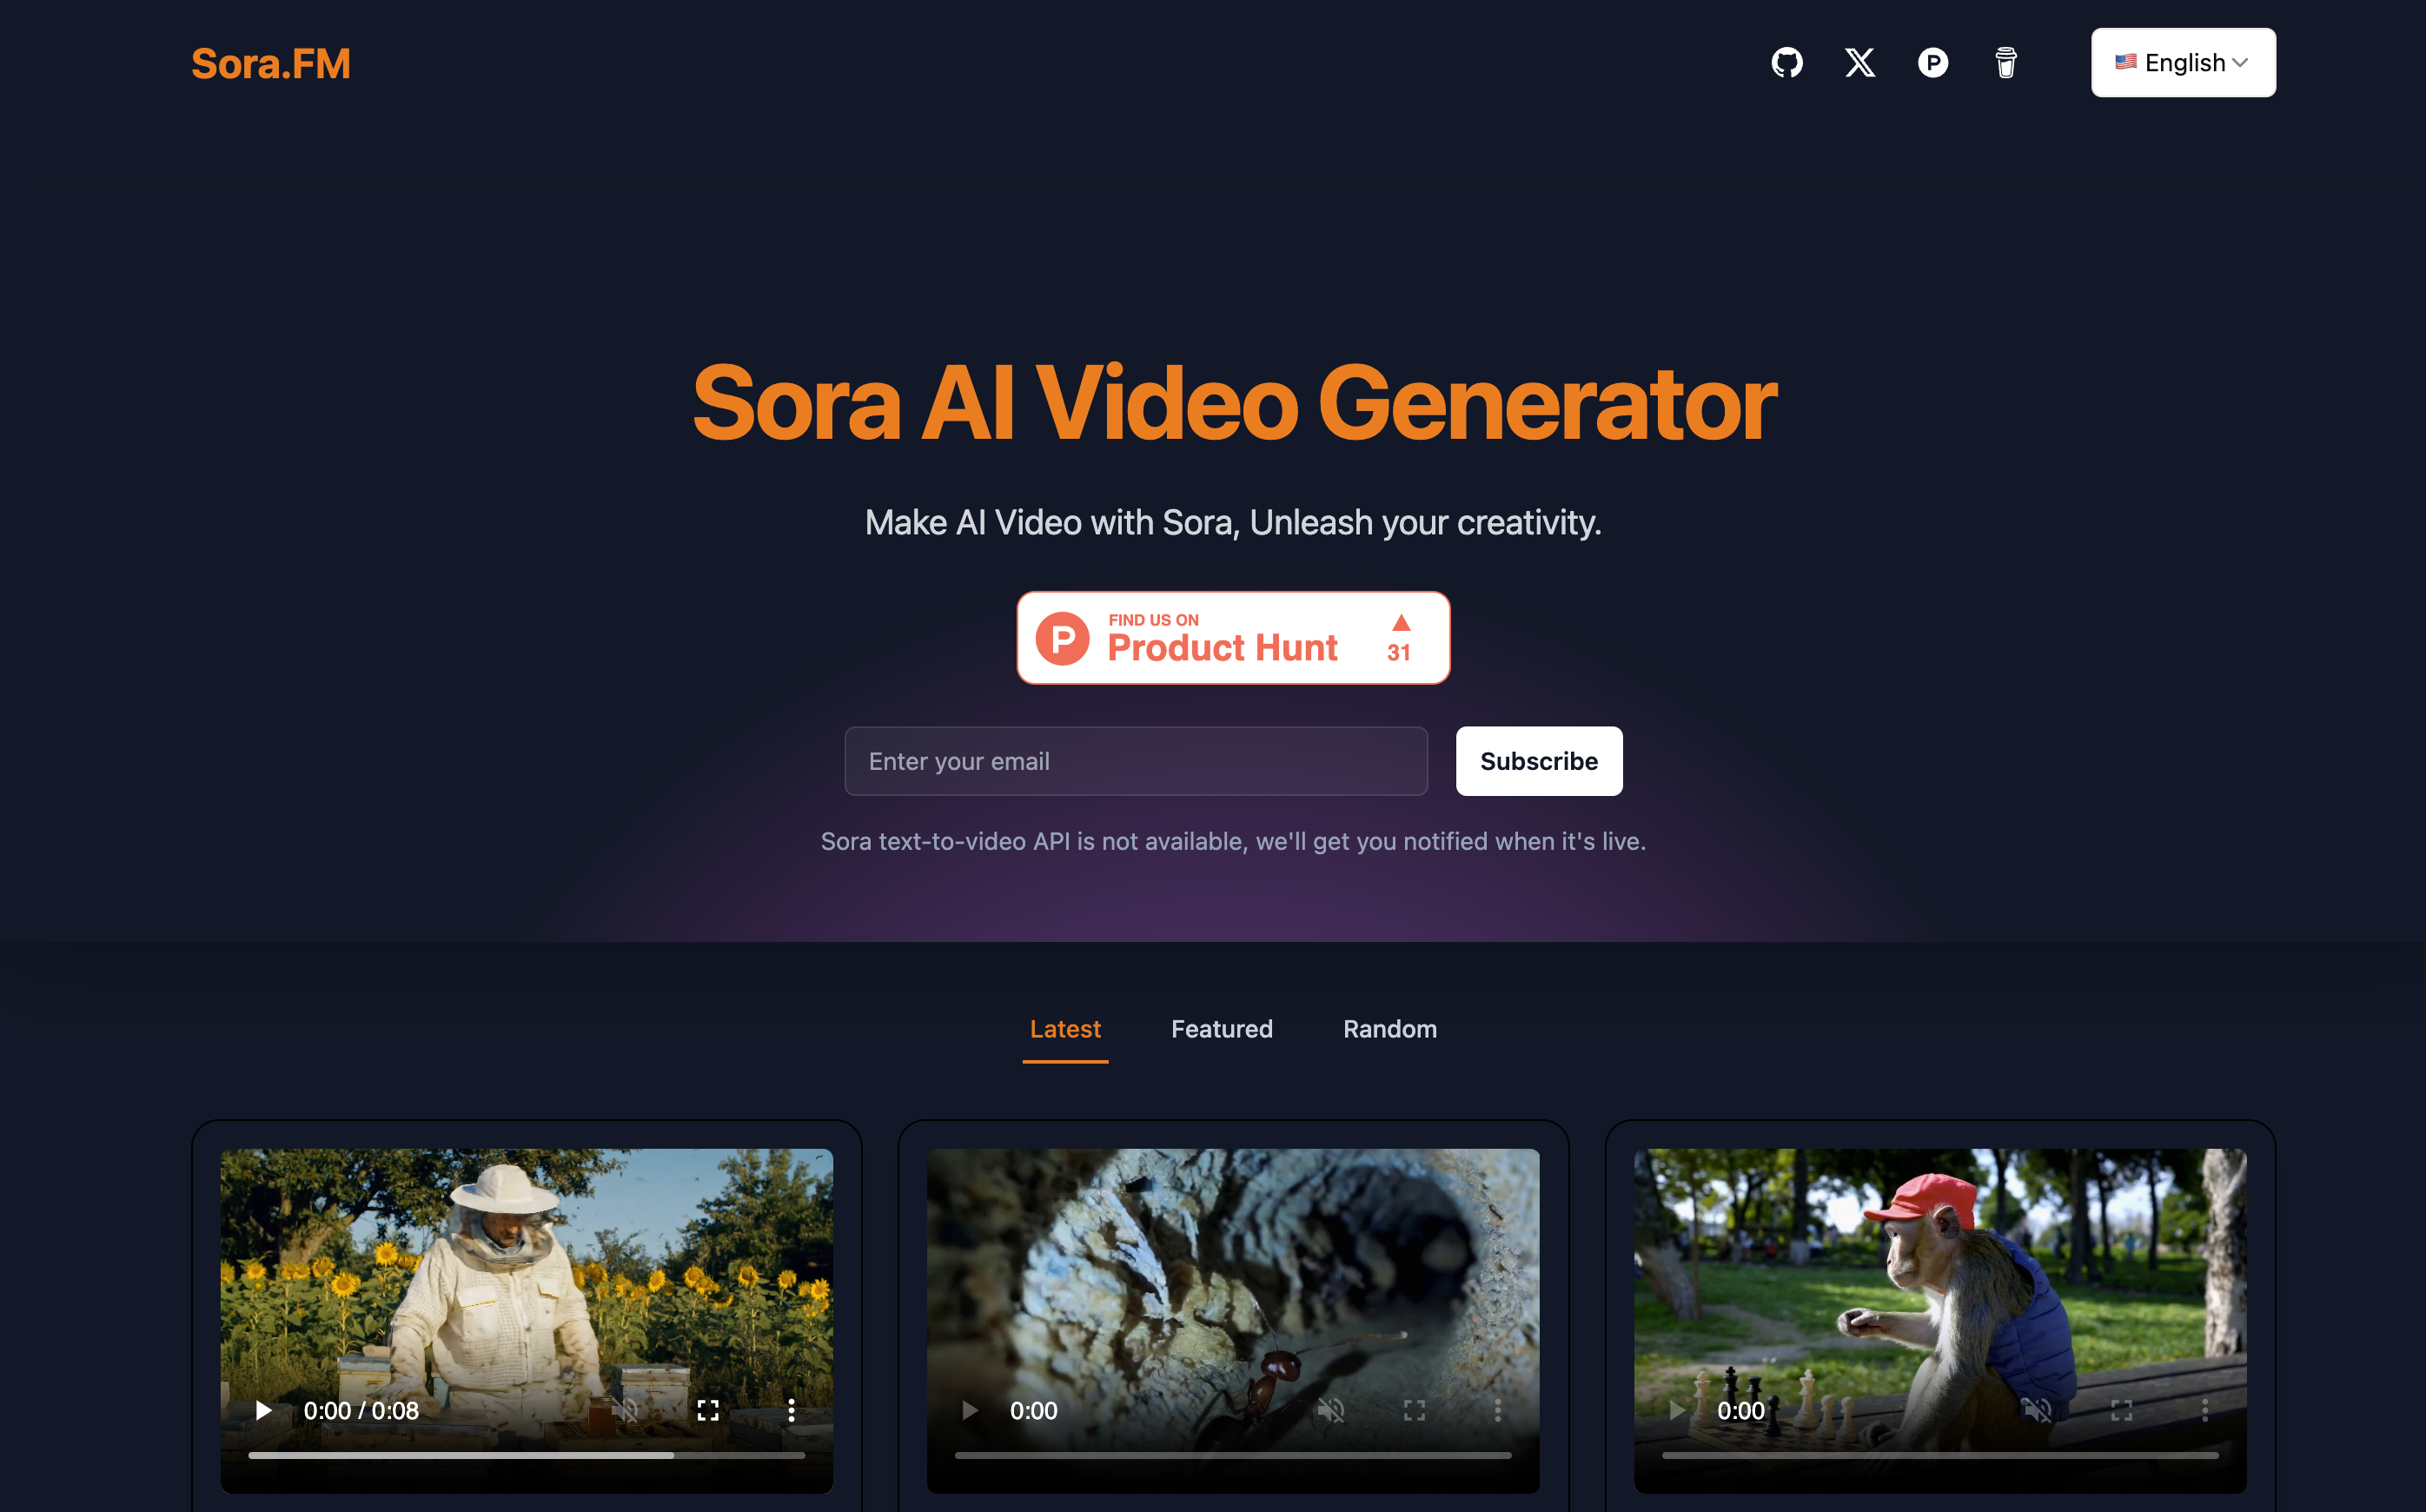 Sora.FM
P
🇺🇸 English
Sora AI Video Generator
Make AI Video with Sora, Unleash your creativity.
P
FIND US ON
Product Hunt
▲
31
Enter your email
Subscribe
Sora text-to-video API is not available, we'll get you notified when it's live.
Latest Featured Random
0:00 / 0:08
0:00
0:00